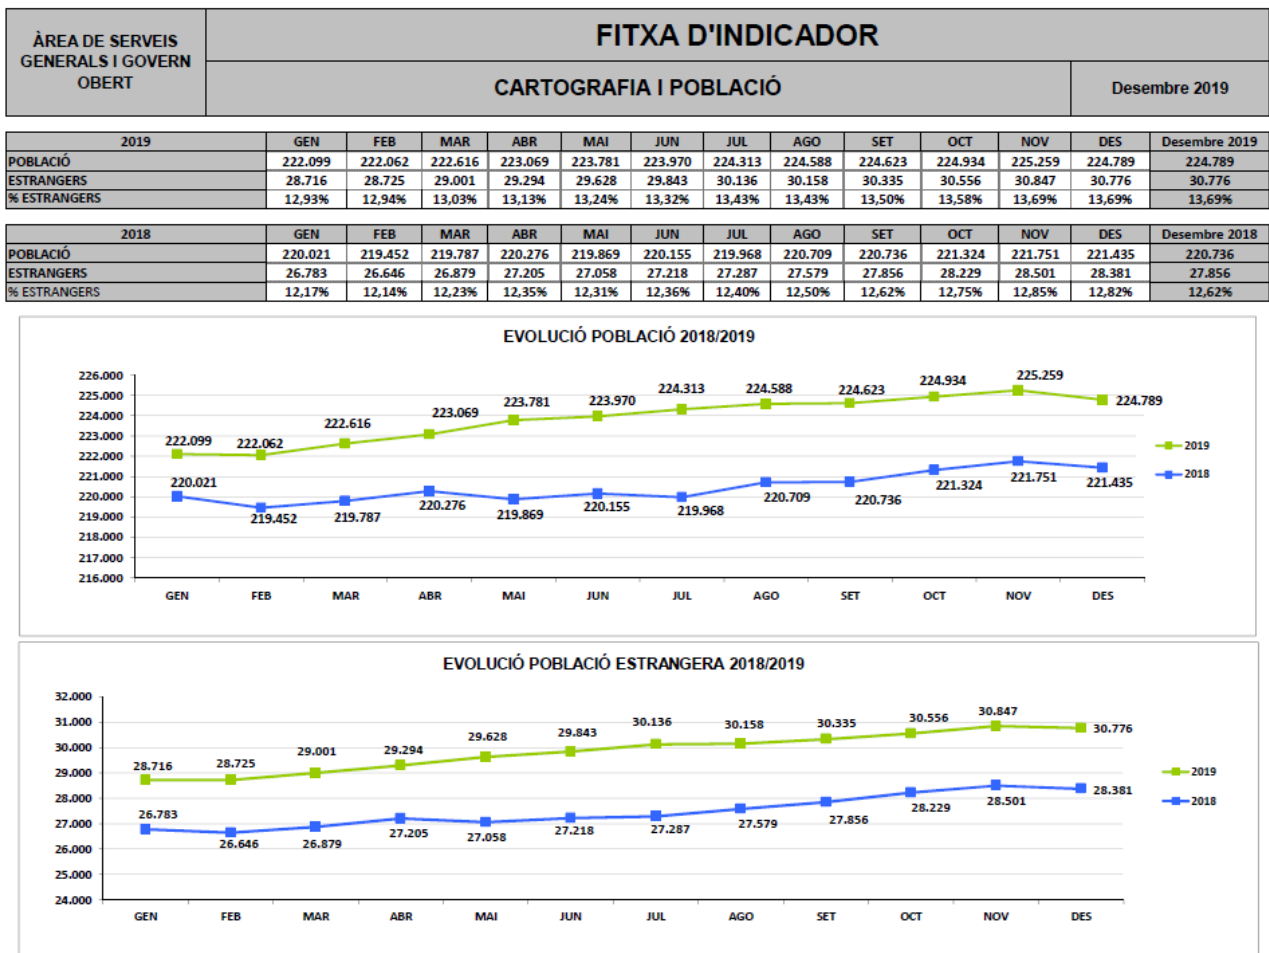 ÀREA DE SERVEIS
GENERALS I GOVERN
OBERT
FITXA D'INDICADOR
CARTOGRAFIA I POBLACIÓ
Desembre 2019
2019 GEN FEB MAR ABR MAI JUN JUL AGO SET OCT NOV DES Desembre 2019
POBLACIÓ 222.099 222.062 222.616 223.069 223.781 223.970 224.313 224.588 224.623 224.934 225.259 224.789 224.789
ESTRANGERS 28.716 28.725 29.001 29.294 29.628 29.843 30.136 30.158 30.335 30.556 30.847 30.776 30.776
% ESTRANGERS 12,93% 12,94% 13,03% 13,13% 13,24% 13,32% 13,43% 13,43% 13,50% 13,58% 13,69% 13,69% 13,69%
2018 GEN FEB MAR ABR MAI JUN JUL AGO SET OCT NOV DES Desembre 2018
POBLACIÓ 220.021 219.452 219.787 220.276 219.869 220.155 219.968 220.709 220.736 221.324 221.751 221.435 220.736
ESTRANGERS 26.783 26.646 26.879 27.205 27.058 27.218 27.287 27.579 27.856 28.229 28.501 28.381 27.856
% ESTRANGERS 12,17% 12,14% 12,23% 12,35% 12,31% 12,36% 12,40% 12,50% 12,62% 12,75% 12,85% 12,82% 12,62%
EVOLUCIÓ POBLACIÓ 2018/2019
226.000
225.000
224.000
223.000
222.000
221.000
220.000
219.000
218.000
217.000
216.000
222.099 222.062 222.616 223.069 223.781 223.970 224.313 224.588 224.623 224.934 225.259 224.789
220.021 219.452 219.787 220.276 219.869 220.155 219.968 220.709 220.736 221.324 221.751 221.435
2019
2018
GEN FEB MAR ABR MAI JUN JUL AGO SET OCT NOV DES
EVOLUCIÓ POBLACIÓ ESTRANGERA 2018/2019
32.000
31.000
30.000
29.000
28.000
27.000
26.000
25.000
24.000
28.716 28.725 29.001 29.294 29.628 29.843 30.136 30.158 30.335 30.556 30.847 30.776
26.783 26.646 26.879 27.205 27.058 27.218 27.287 27.579 27.856 28.229 28.501 28.381
2019
2018
GEN FEB MAR ABR MAI JUN JUL AGO SET OCT NOV DES